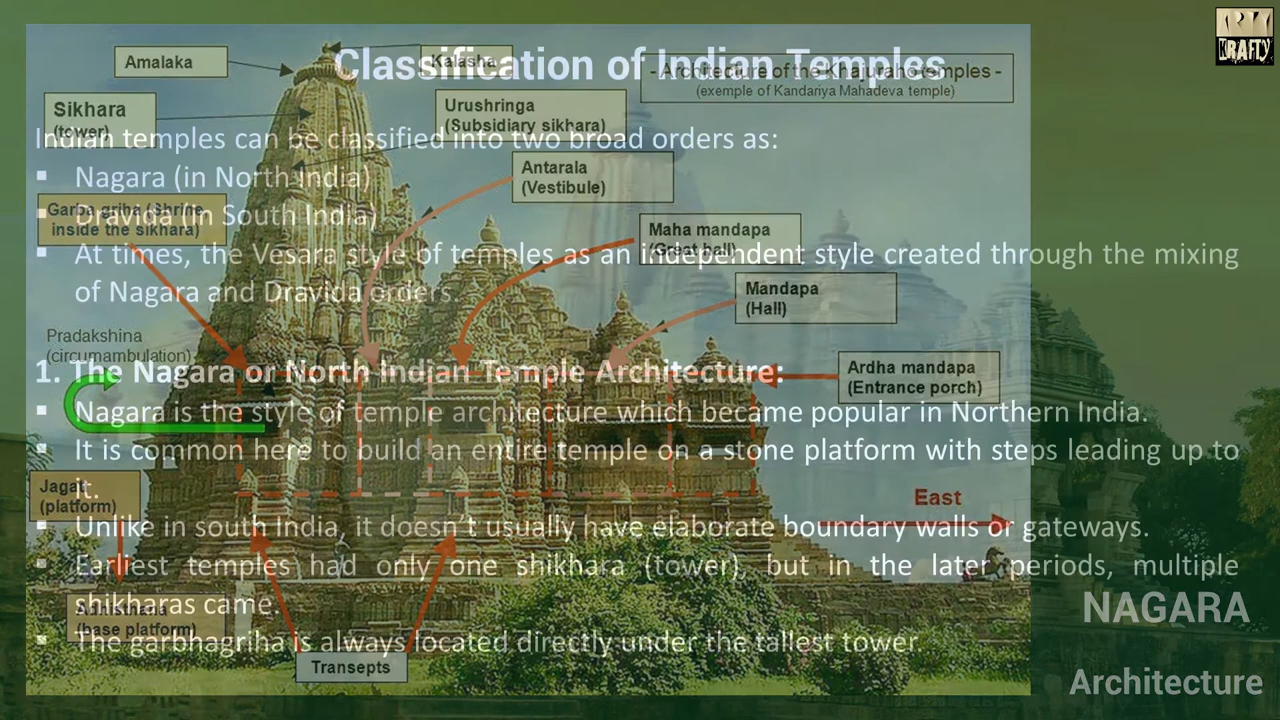 ARTY
KRAFTY
Classification of Indian Temples
Indian temples can be classified into two broad orders as:
▪ Nagara (in North India)
▪ Dravida (in South India)
▪ At times, the Vesara style of temples as an independent style created through the mixing
of Nagara and Dravida orders.
1. The Nagara or North Indian Temple Architecture:
▪ Nagara is the style of temple architecture which became popular in Northern India.
▪ It is common here to build an entire temple on a stone platform with steps leading up to
it.
▪ Unlike in south India, it doesn't usually have elaborate boundary walls or gateways.
▪ Earliest temples had only one shikhara (tower), but in the later periods, multiple
shikharas came.
▪ The garbhagriha is always located directly under the tallest tower.
Amalaka
Kalasha
- Architecture of the Khajuraho temples -
(exemple of Kandariya Mahadeva temple)
Sikhara
(tower)
Urushringa
(Subsidiary sikhara)
Antarala
(Vestibule)
Garba griha (Shrine
inside the sikhara)
Maha mandapa
(Great hall)
Mandapa
(Hall)
Pradakshina
(circumambulation)
Ardha mandapa
(Entrance porch)
Jagati
(platform)
East
Adhisthana
(base platform)
Transepts
NAGARA
Architecture